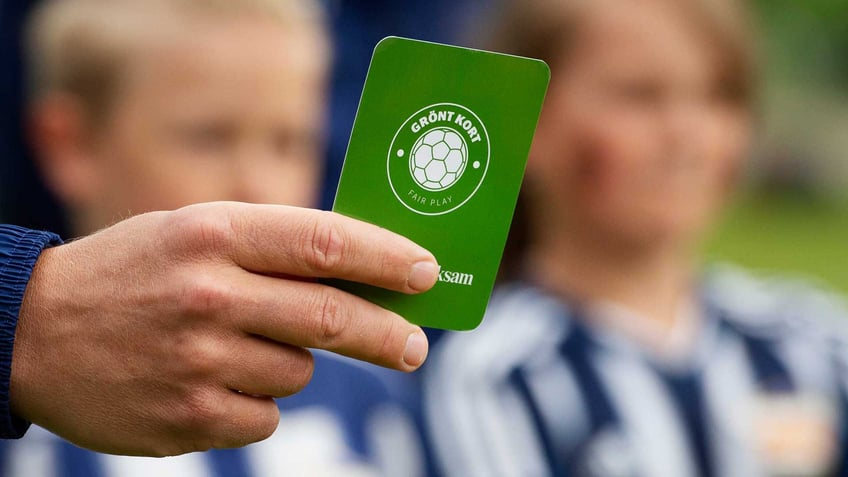 GRÖNT KORT
FAIR PLAY
ksam